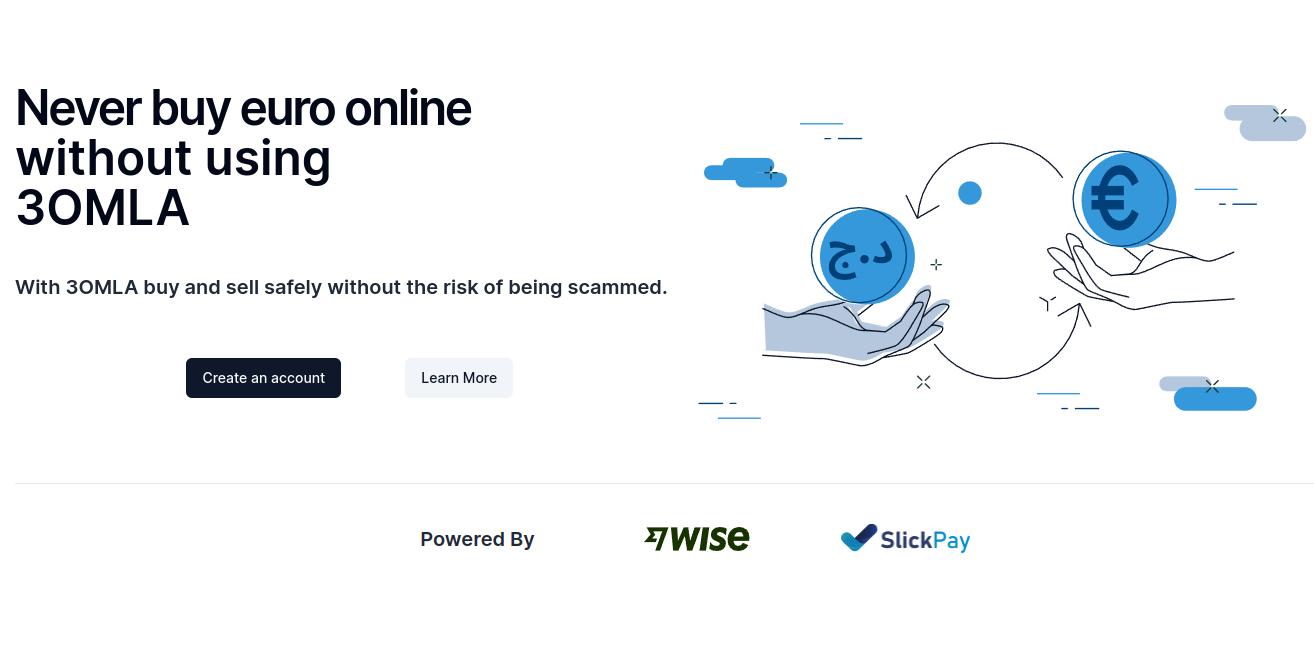 Never buy euro online
without using
3OMLA
With 3OMLA buy and sell safely without the risk of being scammed.
Create an account
Learn More
د.ج
€
Powered By
WISE
SlickPay